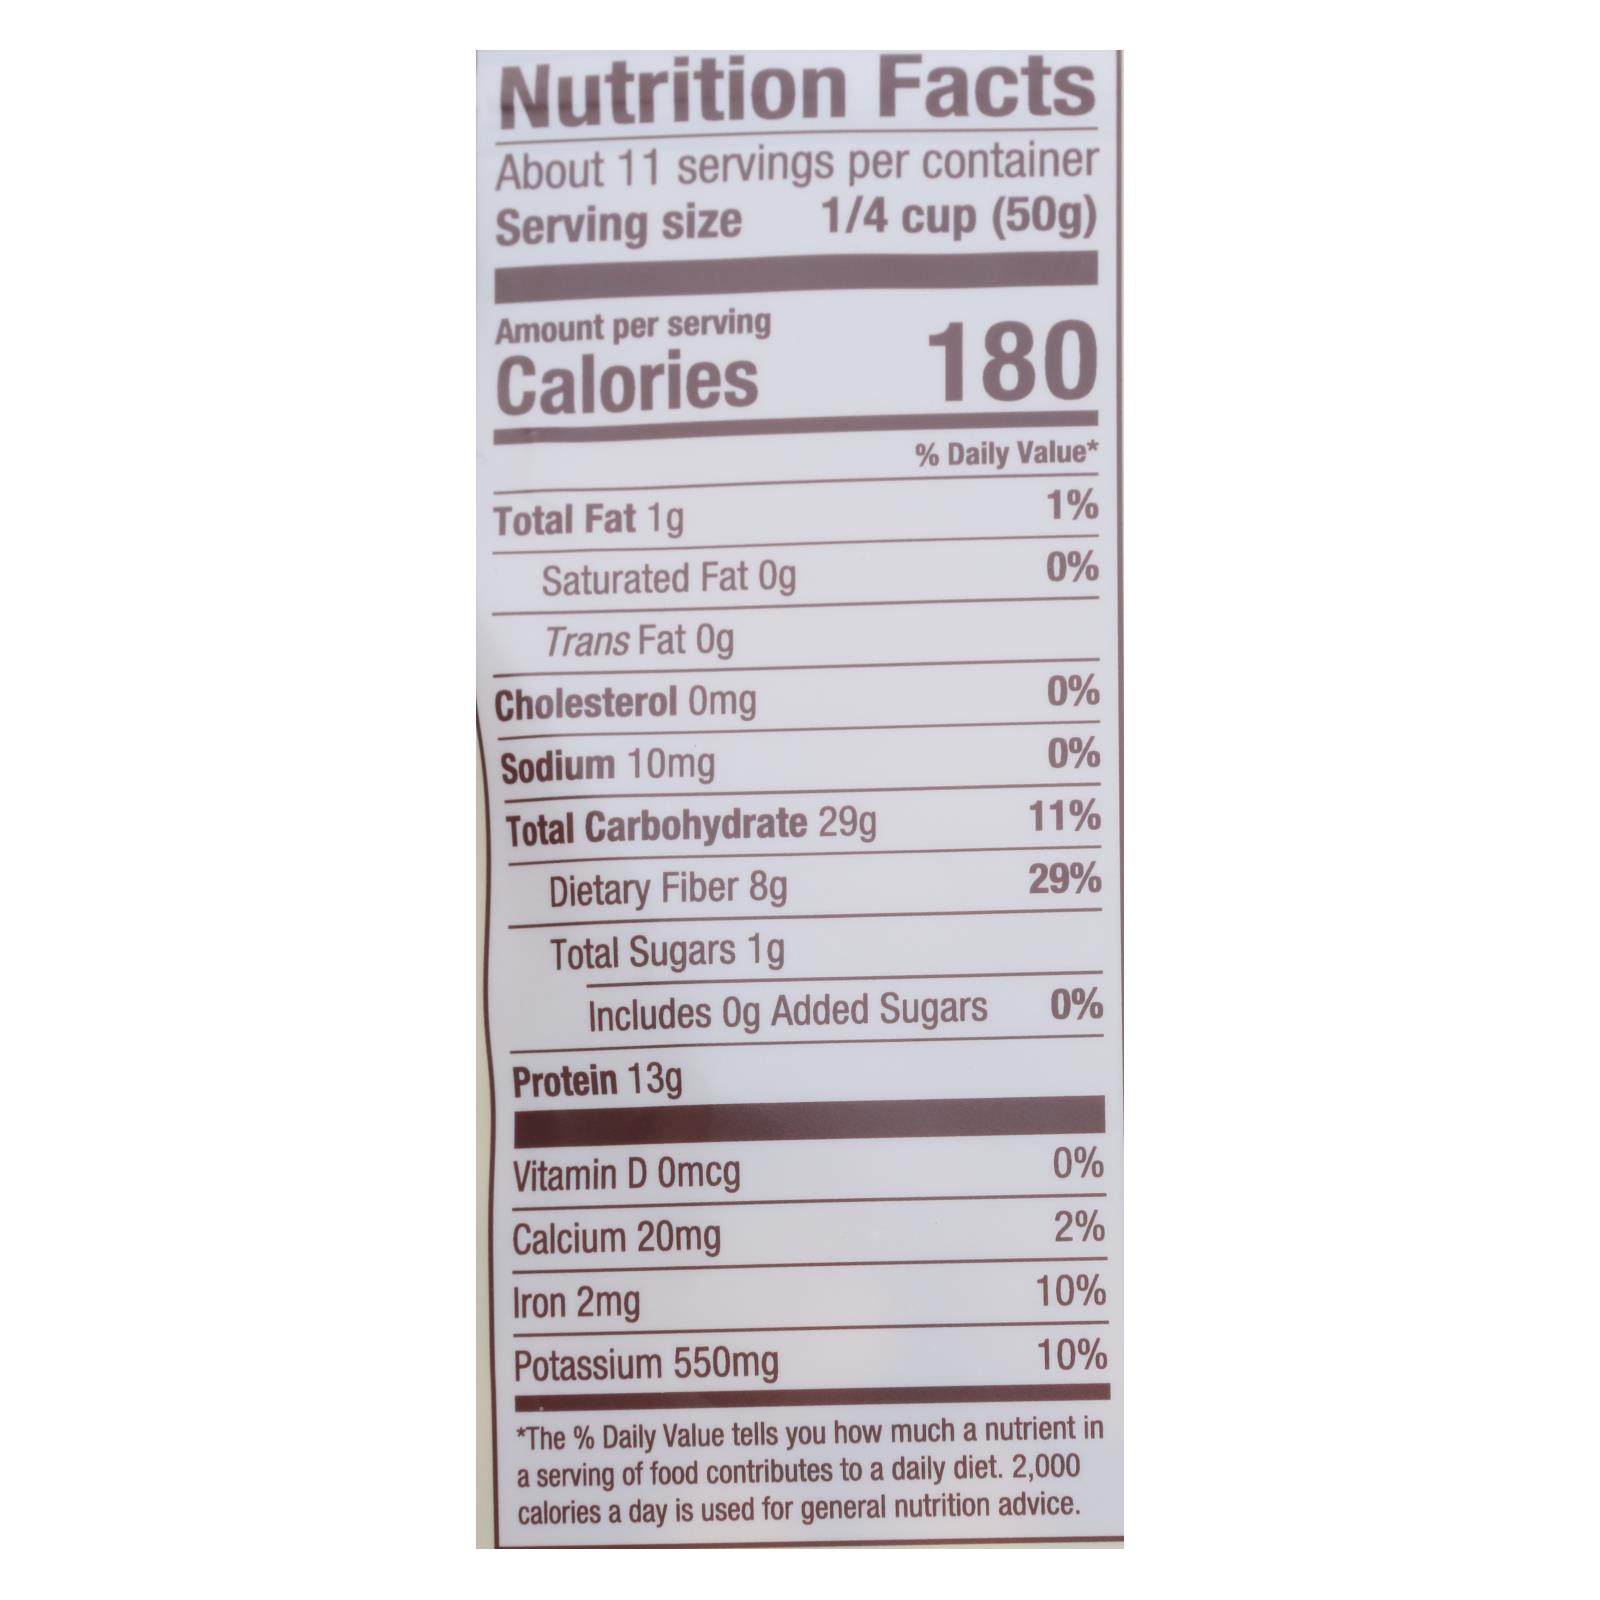 Nutrition Facts
About 11 servings per container
Serving size 1/4 cup (50g)
Amount per serving
Calories 180
% Daily Value*
Total Fat 1g 1%
Saturated Fat 0g 0%
Trans Fat 0g
Cholesterol 0mg 0%
Sodium 10mg 0%
Total Carbohydrate 29g 11%
Dietary Fiber 8g 29%
Total Sugars 1g
Includes 0g Added Sugars 0%
Protein 13g
Vitamin D 0mcg 0%
Calcium 20mg 2%
Iron 2mg 10%
Potassium 550mg 10%
*The % Daily Value tells you how much a nutrient in
a serving of food contributes to a daily diet. 2,000
calories a day is used for general nutrition advice.